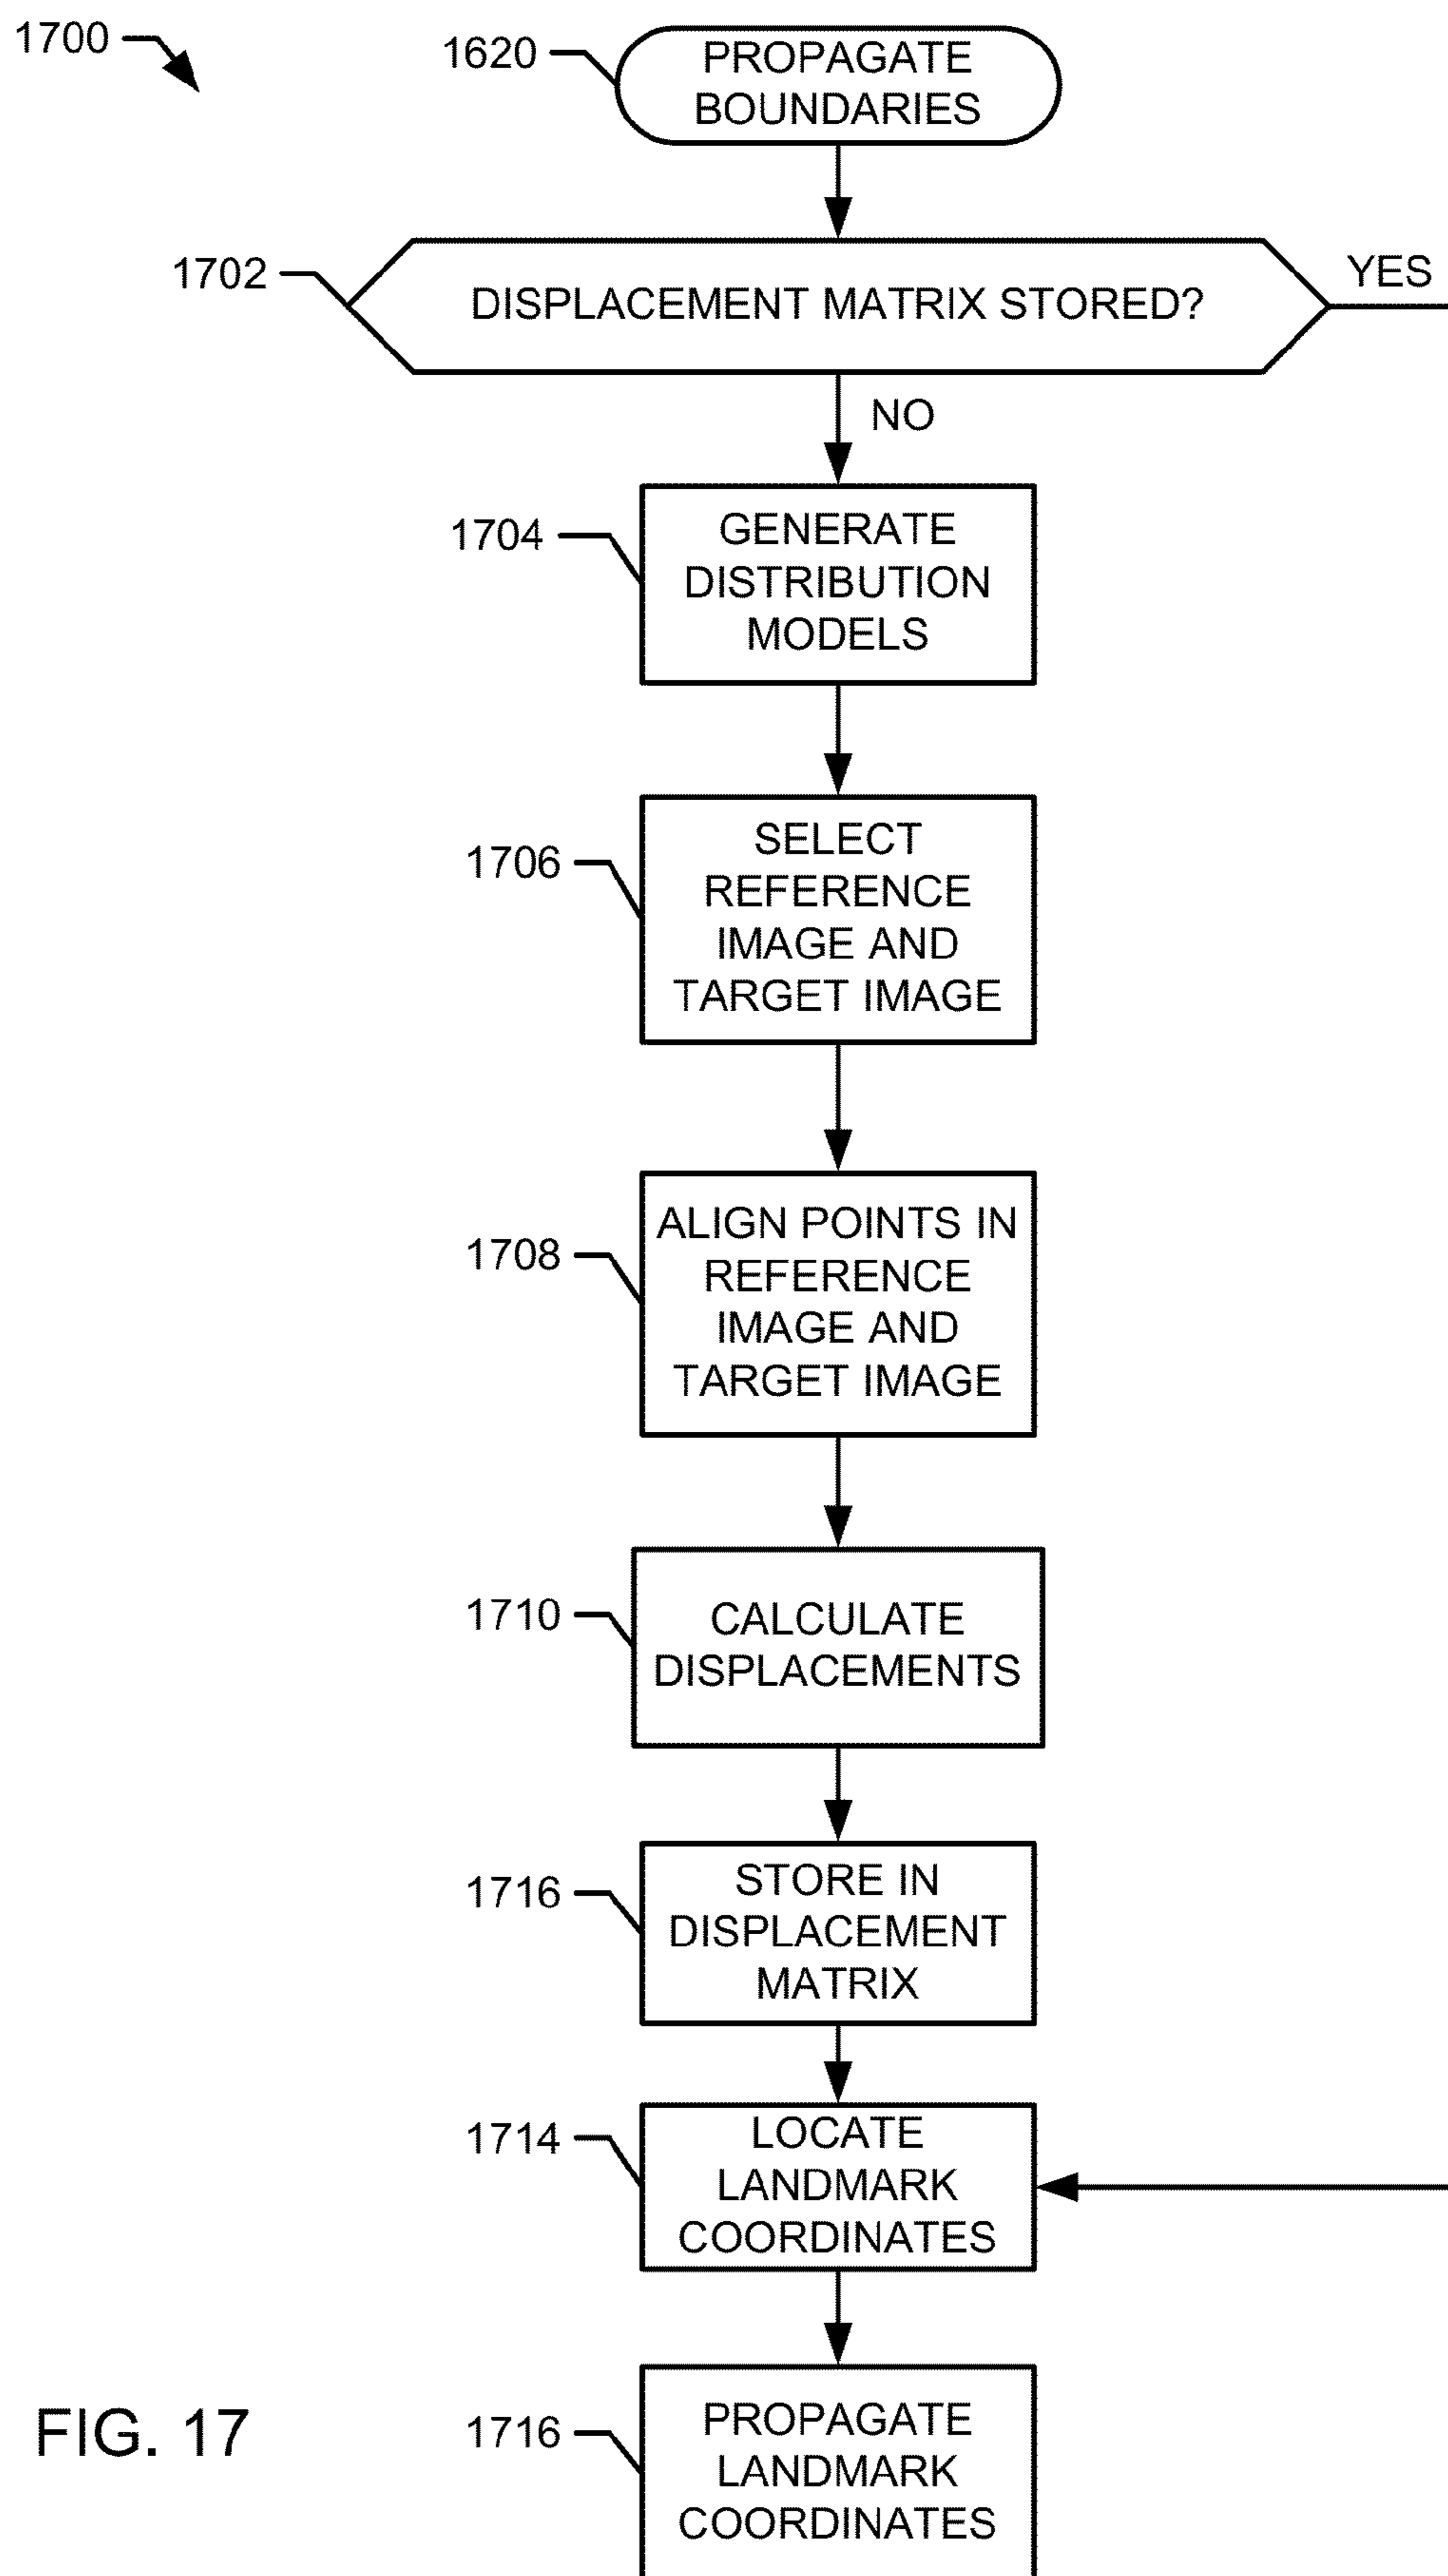 1700
1620
PROPAGATE
BOUNDARIES
1702
DISPLACEMENT MATRIX STORED?
YES
NO
1704
GENERATE
DISTRIBUTION
MODELS
1706
SELECT
REFERENCE
IMAGE AND
TARGET IMAGE
1708
ALIGN POINTS IN
REFERENCE
IMAGE AND
TARGET IMAGE
1710
CALCULATE
DISPLACEMENTS
1716
STORE IN
DISPLACEMENT
MATRIX
1714
LOCATE
LANDMARK
COORDINATES
1716
PROPAGATE
LANDMARK
COORDINATES
FIG. 17